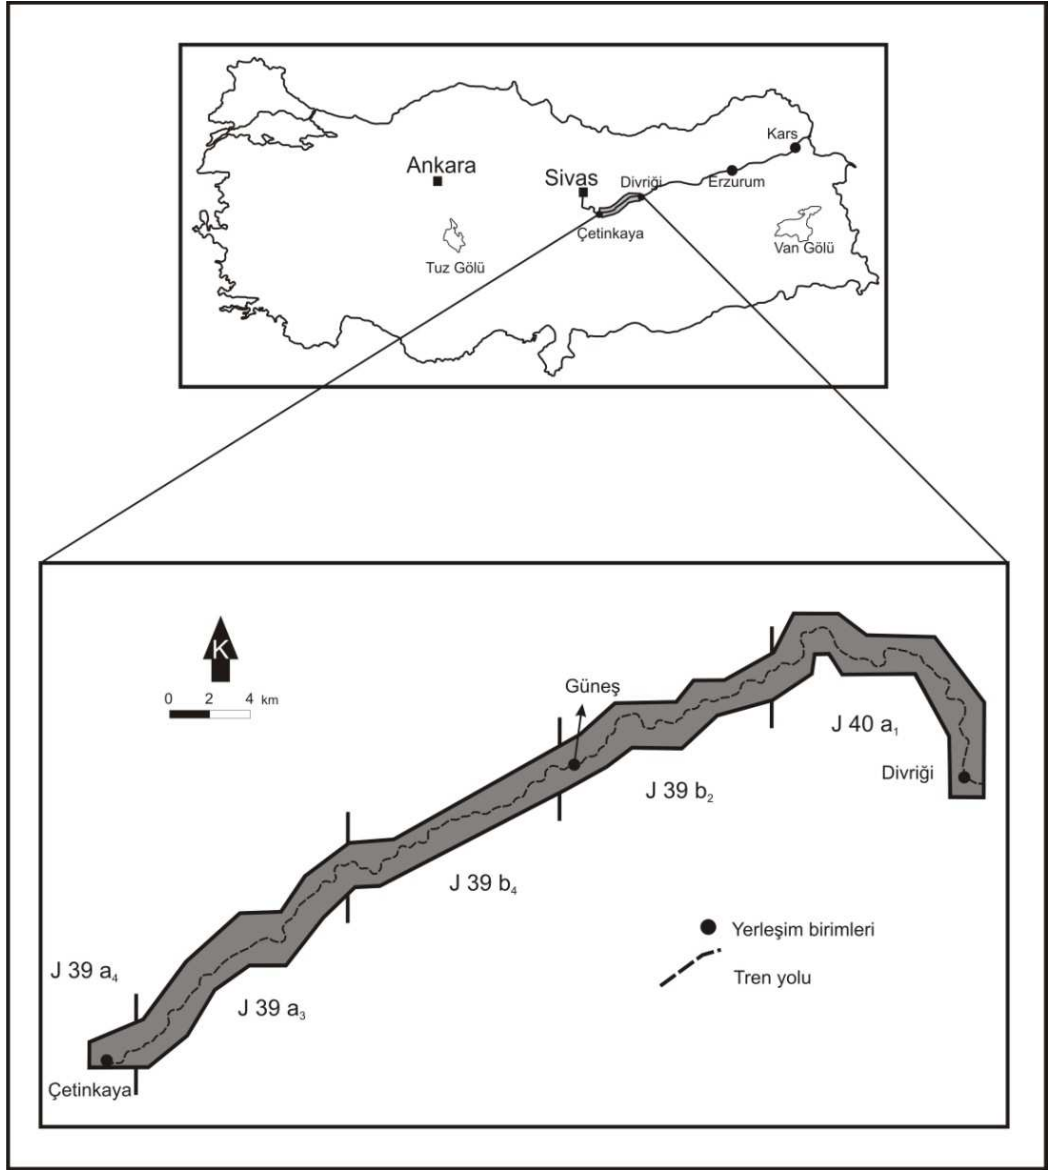 Kars
Ankara
Sivas
Divriği
Erzurum
Çetinkaya
Van Gölü
Tuz Gölü
K
0 2 4 km
Güneş
J 40 a1
Divriği
J 39 b2
J 39 b4
Yerleşim birimleri
J 39 a4
Tren yolu
J 39 a3
Çetinkaya